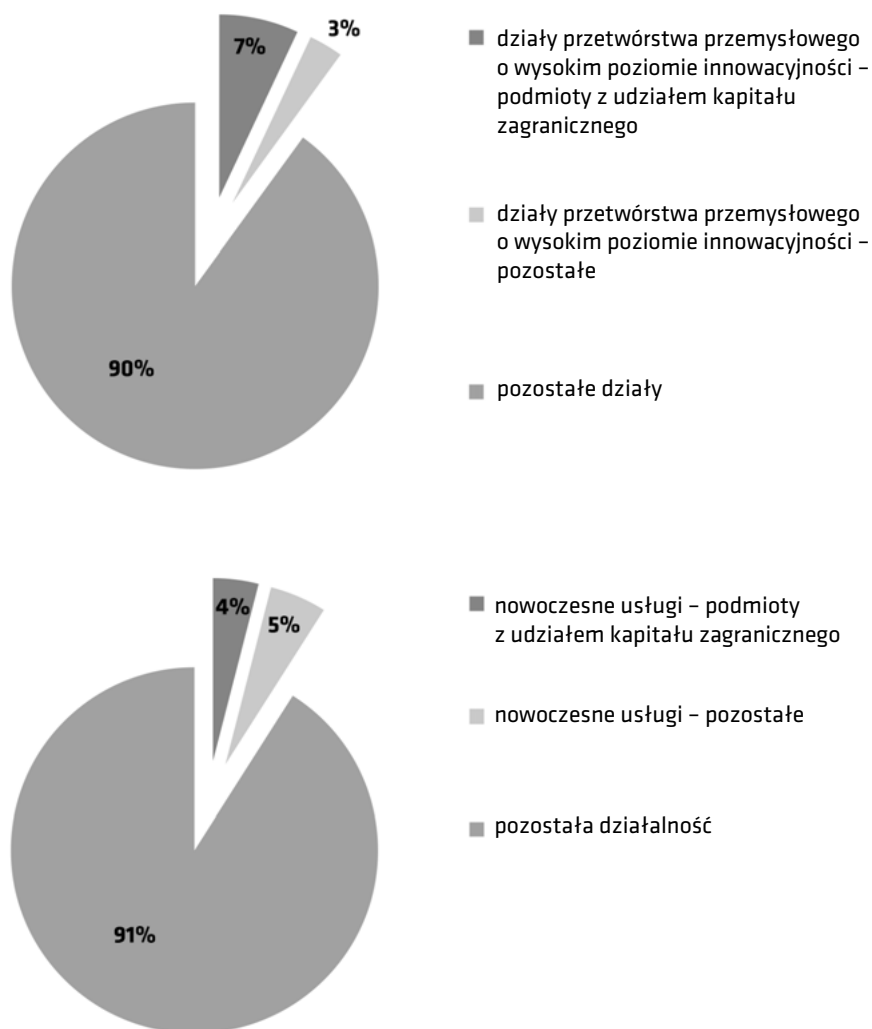 7%
3%
90%
działy przetwórstwa przemysłowego
o wysokim poziomie innowacyjności –
podmioty z udziałem kapitału
zagranicznego
działy przetwórstwa przemysłowego
o wysokim poziomie innowacyjności –
pozostałe
pozostałe działy
4%
5%
91%
nowoczesne usługi – podmioty
z udziałem kapitału zagranicznego
nowoczesne usługi – pozostałe
pozostała działalność